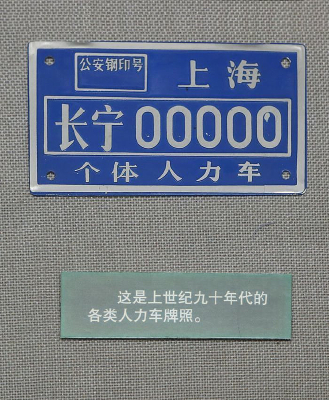 公安钢印号
上海
长宁00000
个体人力车
这是上世纪九十年代的
各类人力车牌照。